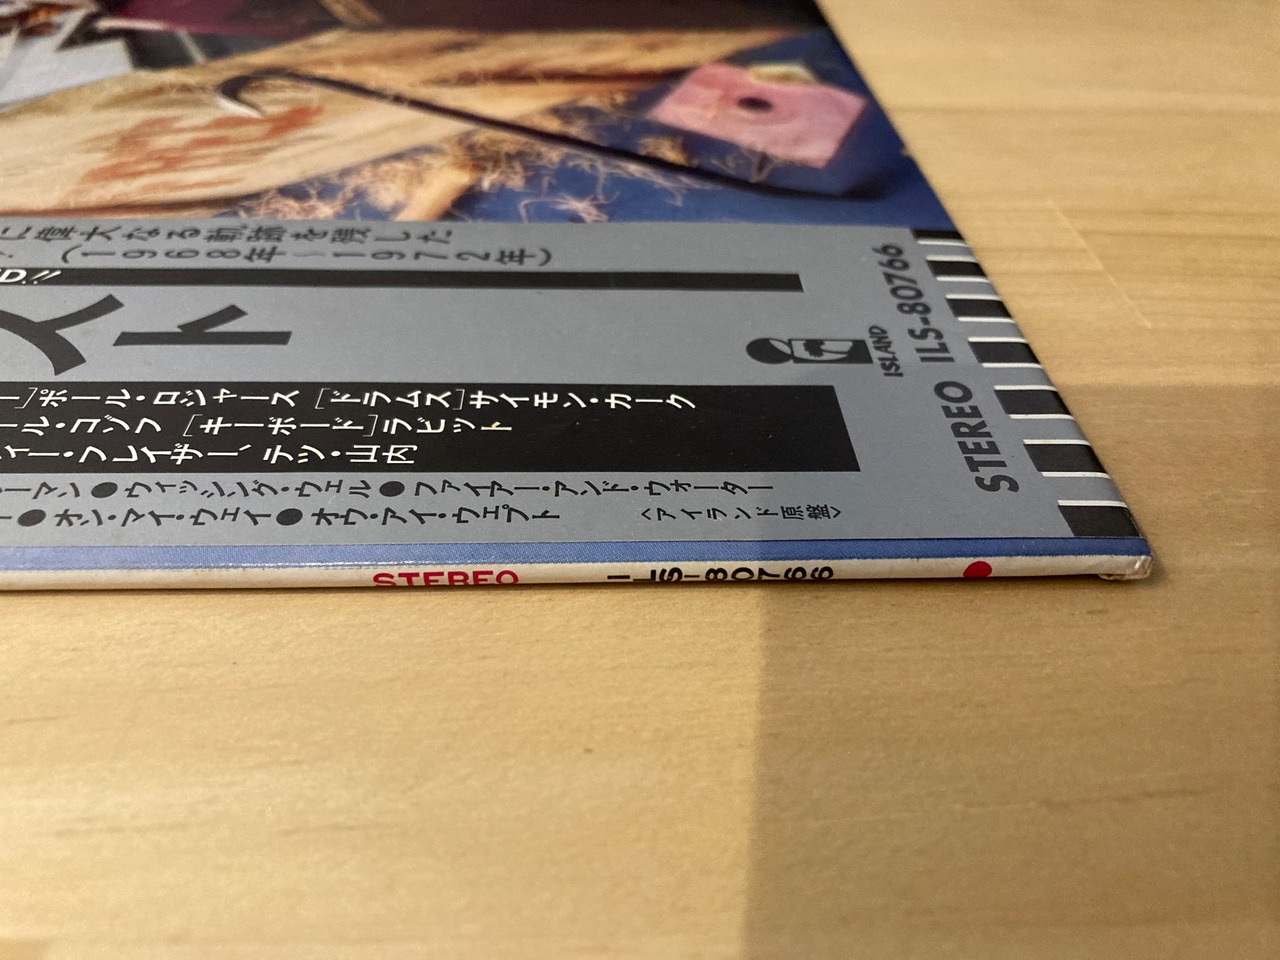 に偉大なる軌跡を残した
(1968年〜1972年)
D!!
スト
ー]ポール・ロジャース [ドラムス]サイモン・カーク
ール・コゾフ [キーボード]ラビット
ィー・フレイザー、テツ・山内
ーマン●ウィッシング・ウェル●ファイアー・アンド・ウォーター
●オン・マイ・ウェイ●オウ・アイ・ウェプト
〈アイランド原盤〉
ISLAND
STEREO ILS-80766
STEREO ILS-80766